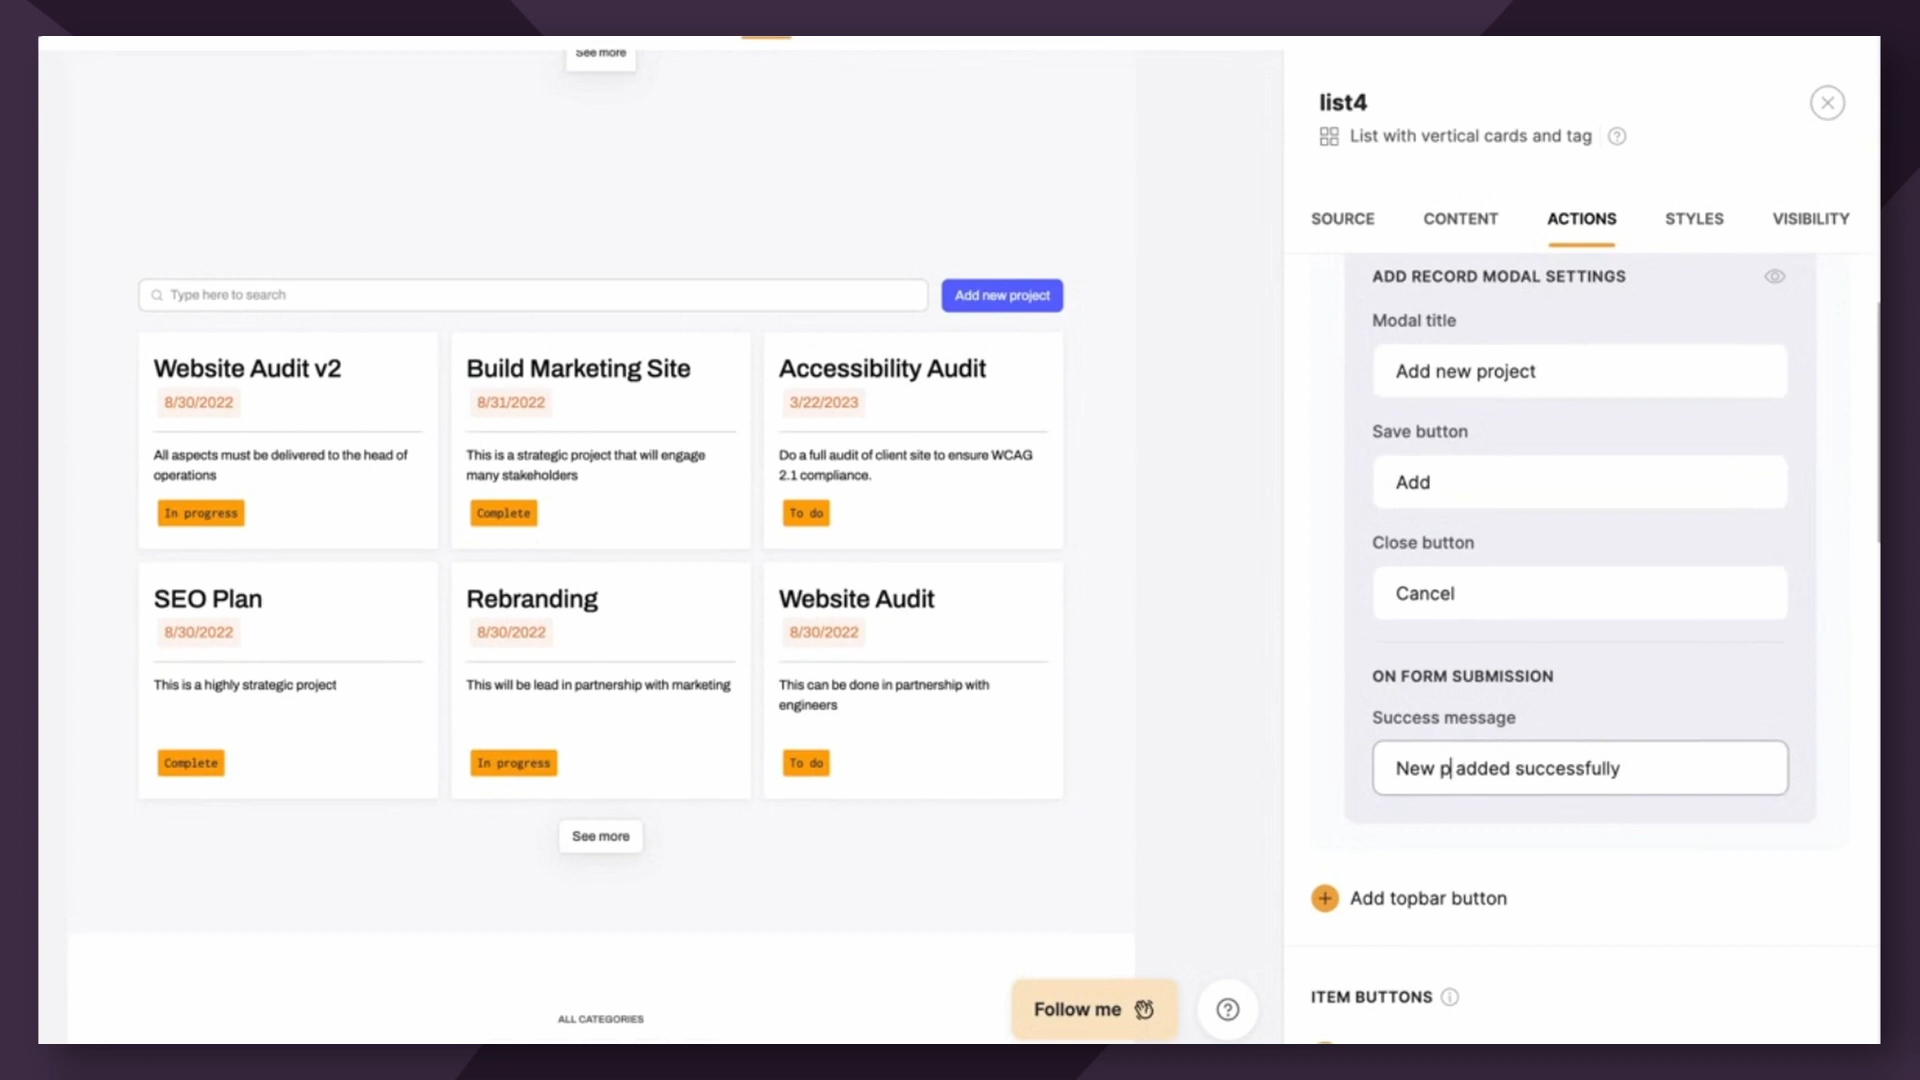 See more
Type here to search
Add new project
Website Audit v2
8/30/2022
All aspects must be delivered to the head of
operations
In progress
Build Marketing Site
8/31/2022
This is a strategic project that will engage
many stakeholders
Complete
Accessibility Audit
3/22/2023
Do a full audit of client site to ensure WCAG
2.1 compliance.
To do
SEO Plan
8/30/2022
This is a highly strategic project
Complete
Rebranding
8/30/2022
This will be lead in partnership with marketing
In progress
Website Audit
8/30/2022
This can be done in partnership with
engineers
To do
See more
ALL CATEGORIES
Follow me
list4
List with vertical cards and tag
SOURCE CONTENT ACTIONS STYLES VISIBILITY
ADD RECORD MODAL SETTINGS
Modal title
Add new project
Save button
Add
Close button
Cancel
ON FORM SUBMISSION
Success message
New p added successfully
Add topbar button
ITEM BUTTONS